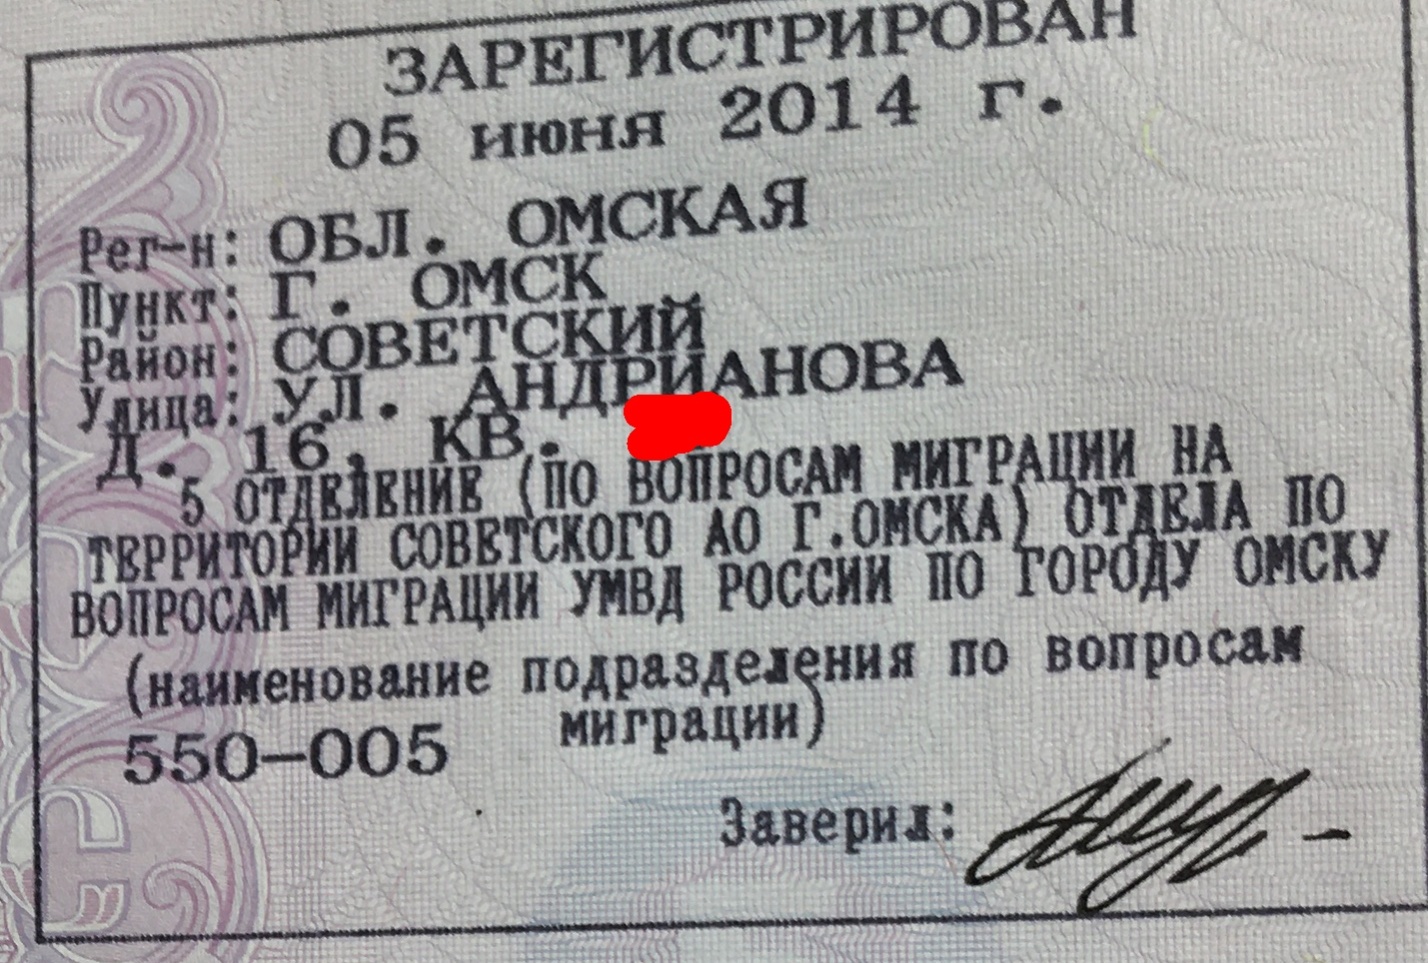 ЗАРЕГИСТРИРОВАН
05 июня 2014 г.
Рег-н: ОБЛ. ОМСКАЯ
Пункт: Г. ОМСК
Район: СОВЕТСКИЙ
Улица: УЛ. АНДРИАНОВА
Д. 16, КВ.
5 ОТДЕЛЕНИЕ (ПО ВОПРОСАМ МИГРАЦИИ НА
ТЕРРИТОРИИ СОВЕТСКОГО АО Г.ОМСКА) ОТДЕЛА ПО
ВОПРОСАМ МИГРАЦИИ УМВД РОССИИ ПО ГОРОДУ ОМСКУ
(наименование подразделения по вопросам
миграции)
550-005
Заверил: